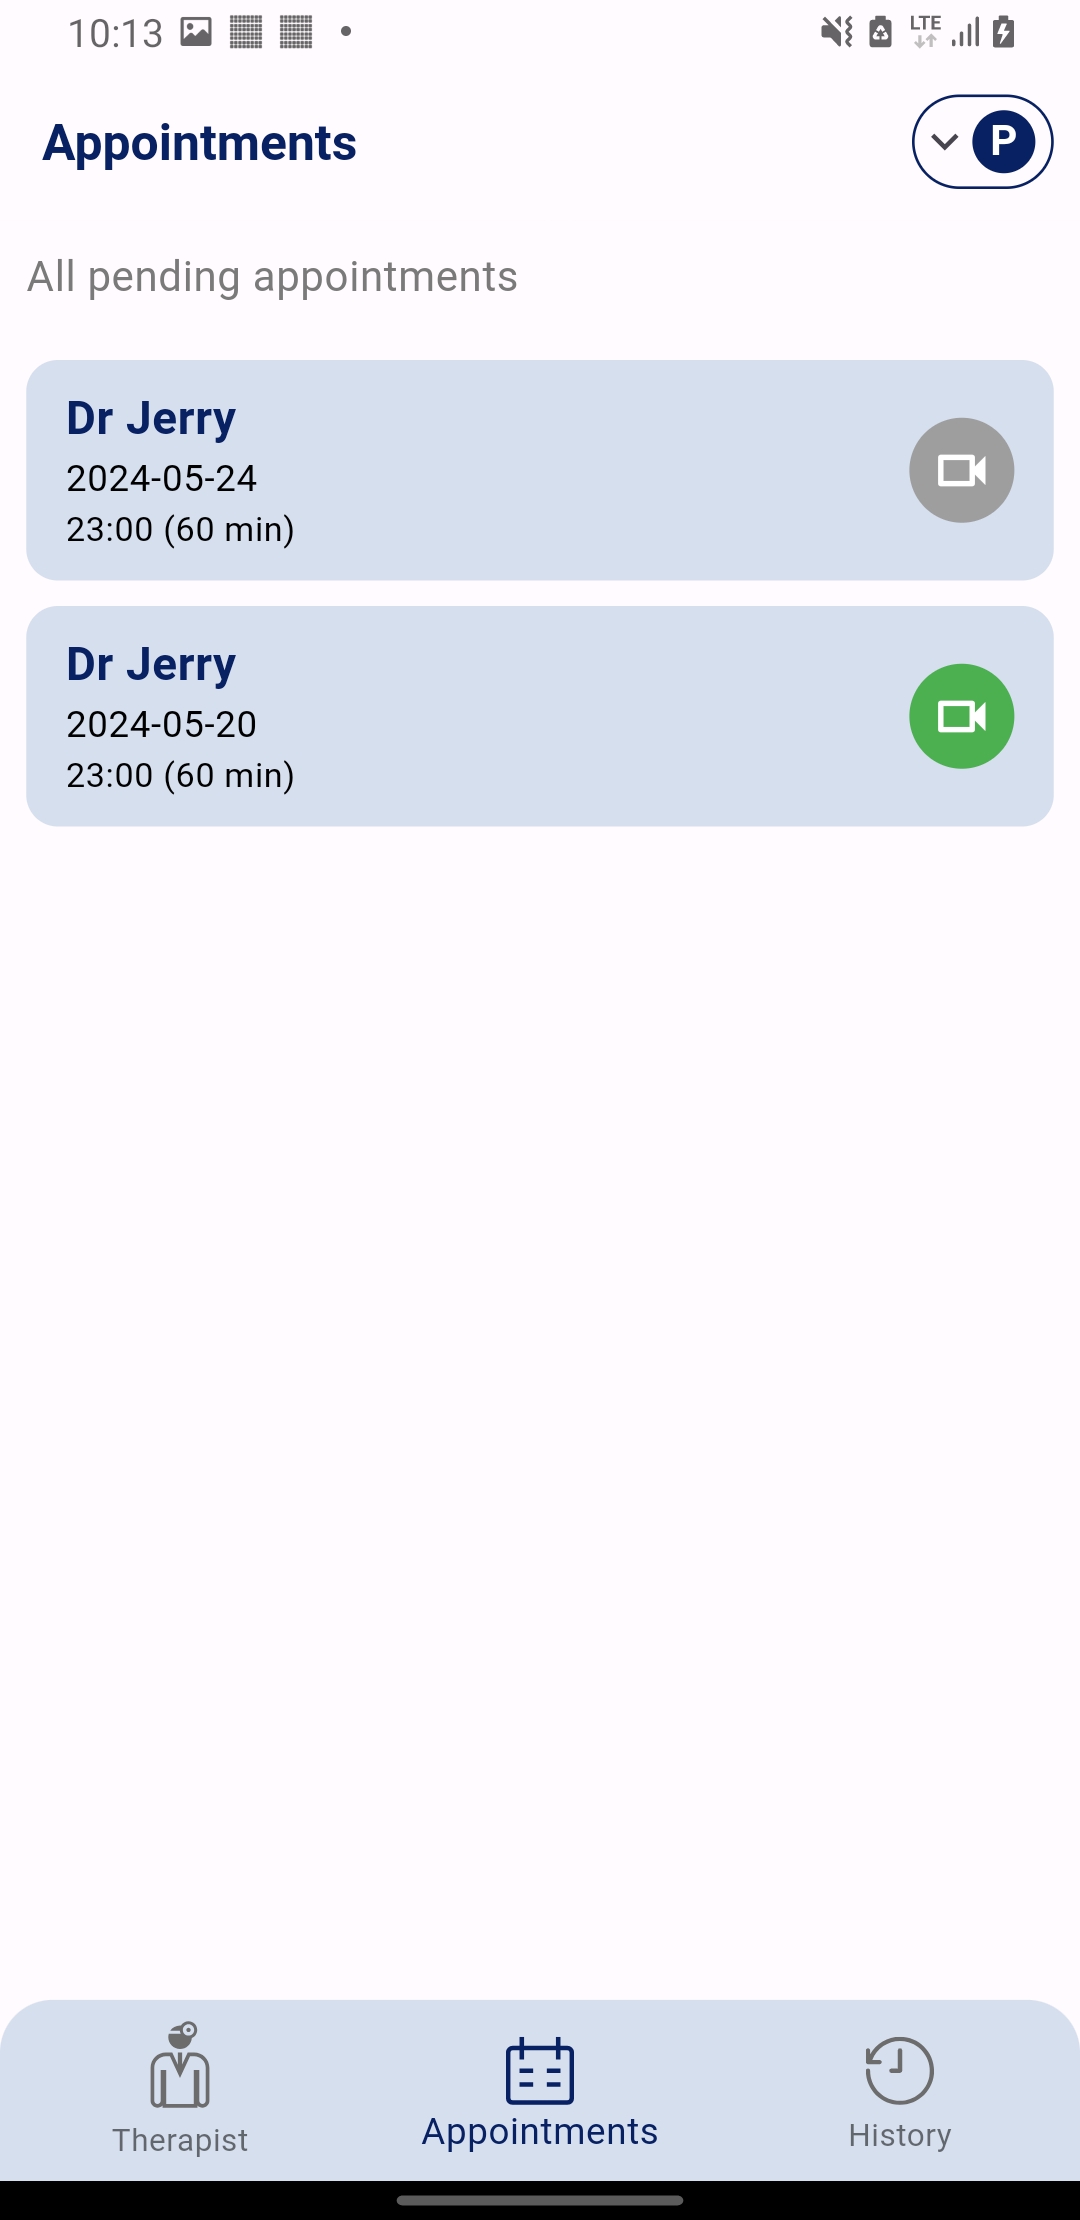 10:13
LTE
Appointments
P
All pending appointments
Dr Jerry
2024-05-24
23:00 (60 min)
Dr Jerry
2024-05-20
23:00 (60 min)
Therapist
Appointments
History